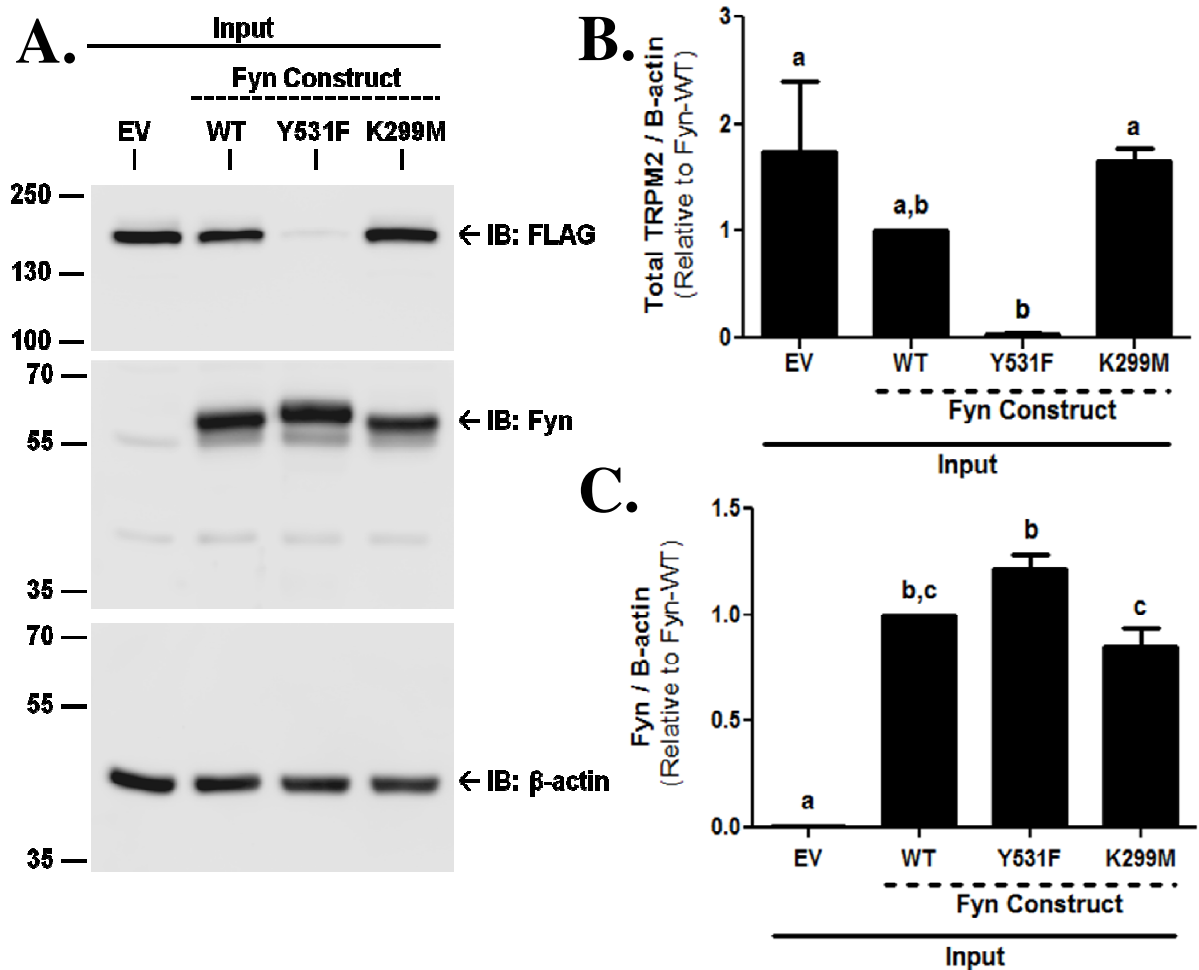 A.
Input
Fyn Construct
EV WT Y531F K299M
250
130
100
← IB: FLAG
70
55
35
← IB: Fyn
70
55
35
← IB: β-actin
B.
Total TRPM2 / B-actin
(Relative to Fyn-WT)
3
2
1
0
a
a,b
b
a
EV WT Y531F K299M
Fyn Construct
Input
C.
Fyn / B-actin
(Relative to Fyn-WT)
1.5
1.0
0.5
0.0
a
b,c
b
c
EV WT Y531F K299M
Fyn Construct
Input